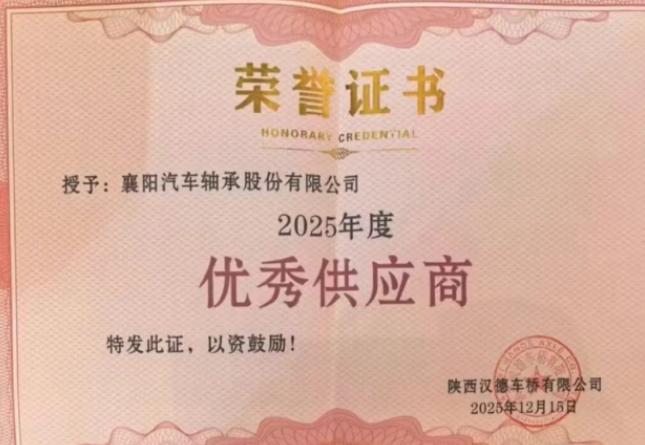 荣誉证书
HONORARY CREDENTIAL
授予：襄阳汽车轴承股份有限公司
2025年度
优秀供应商
特发此证，以资鼓励！
陕西汉德车桥有限公司
2025年12月15日